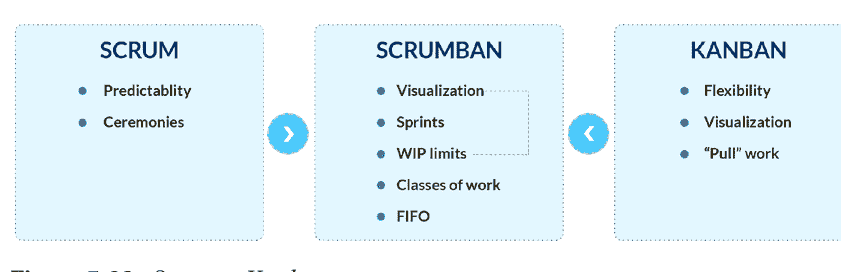 SCRUM
Predictablity
Ceremonies
SCRUMBAN
Visualization
Sprints
WIP limits
Classes of work
FIFO
KANBAN
Flexibility
Visualization
“Pull” work